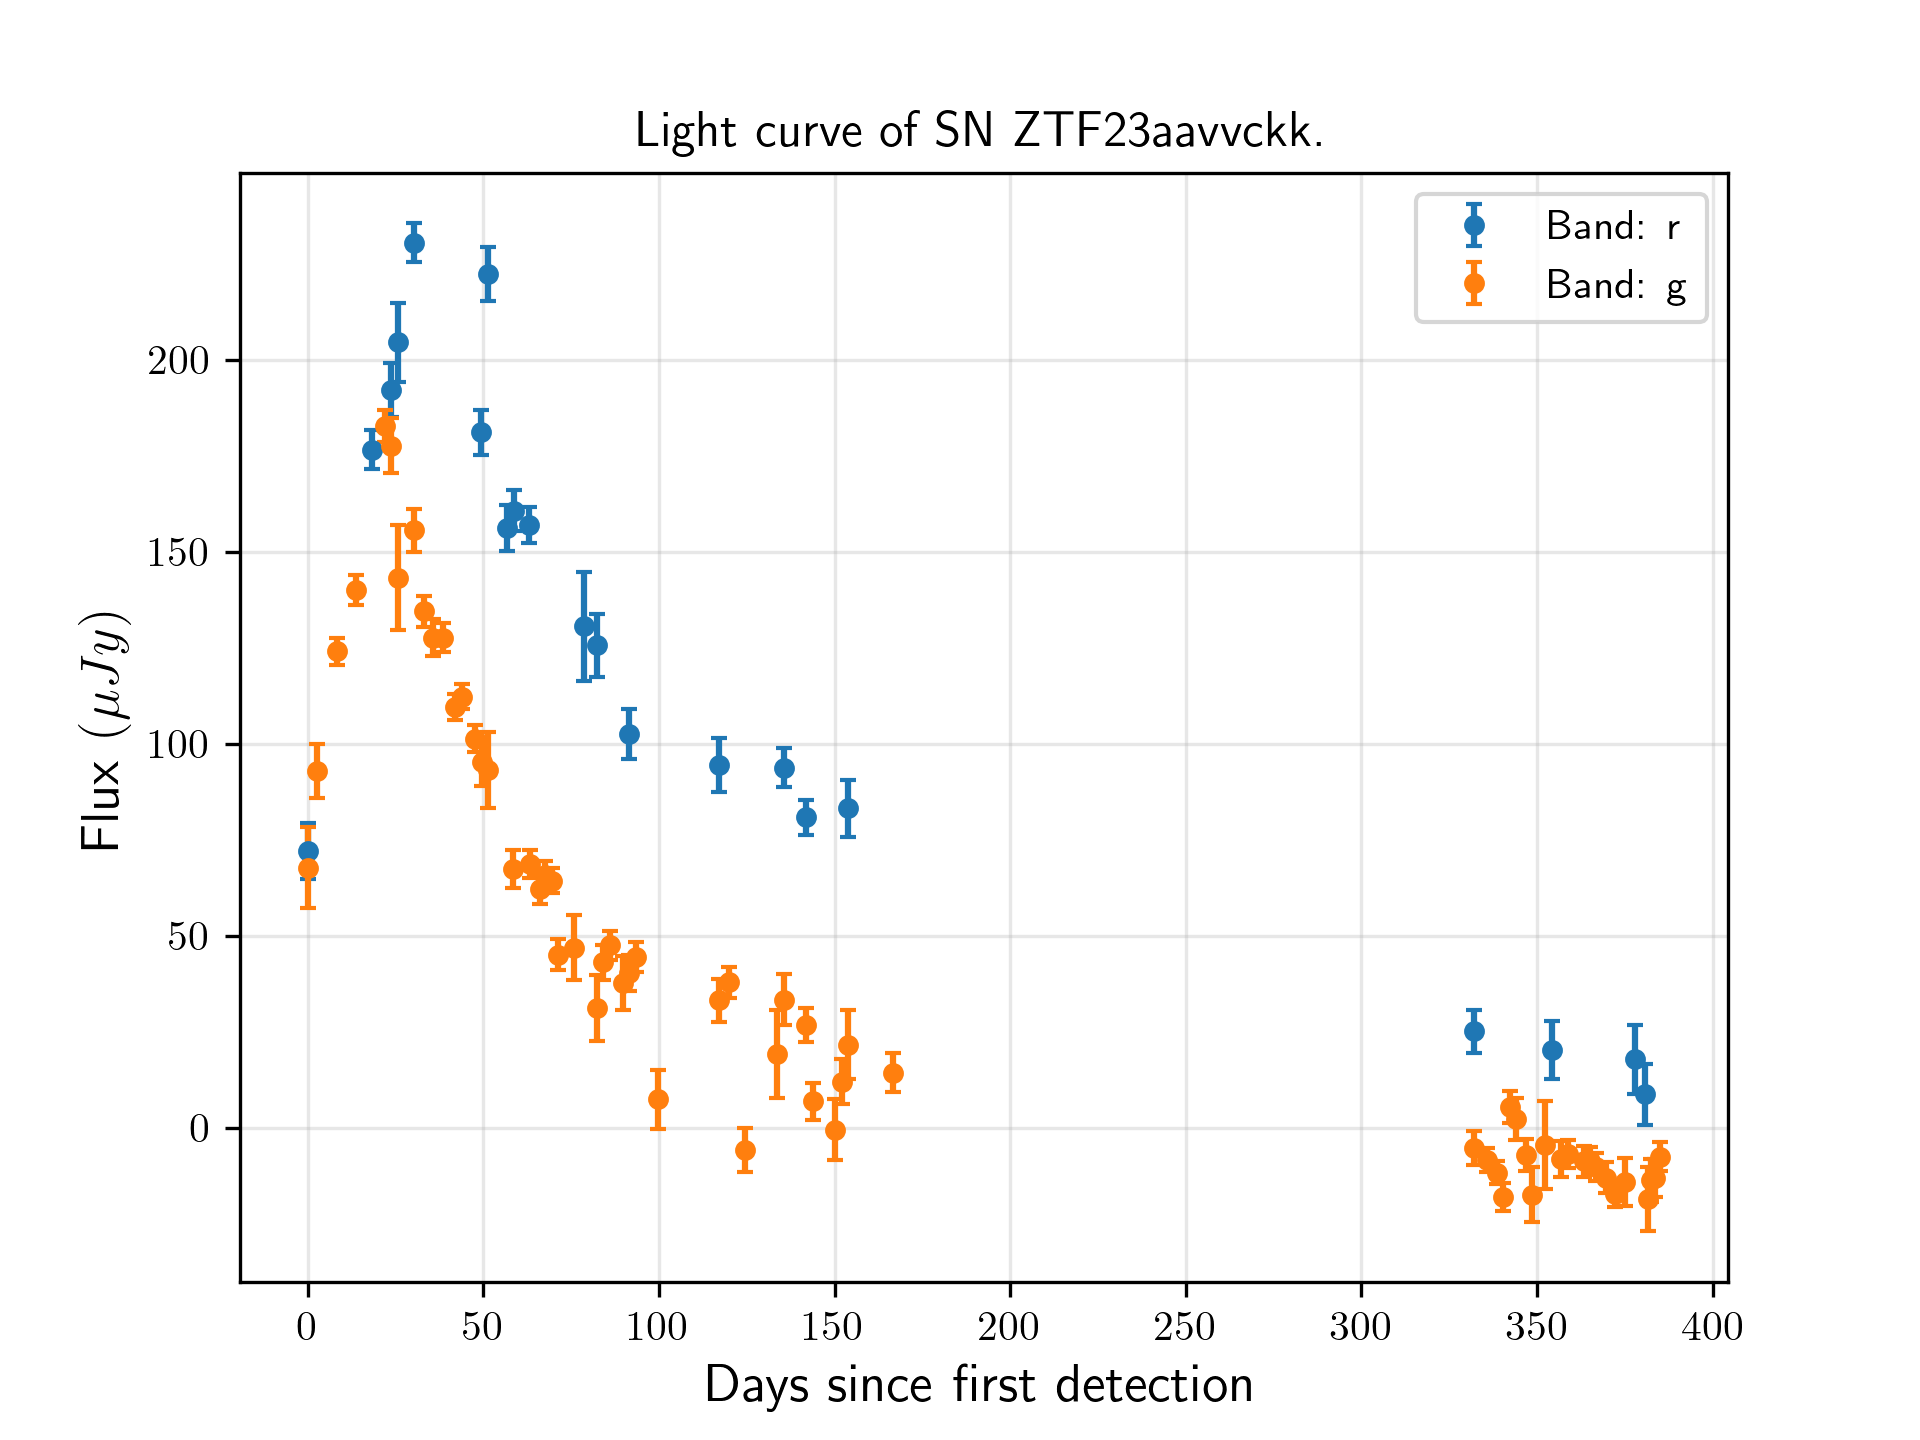 Light curve of SN ZTF23aavvckk.
Band: r
Band: g
Flux (μJy)
200
150
100
50
0
0 50 100 150 200 250 300 350 400
Days since first detection